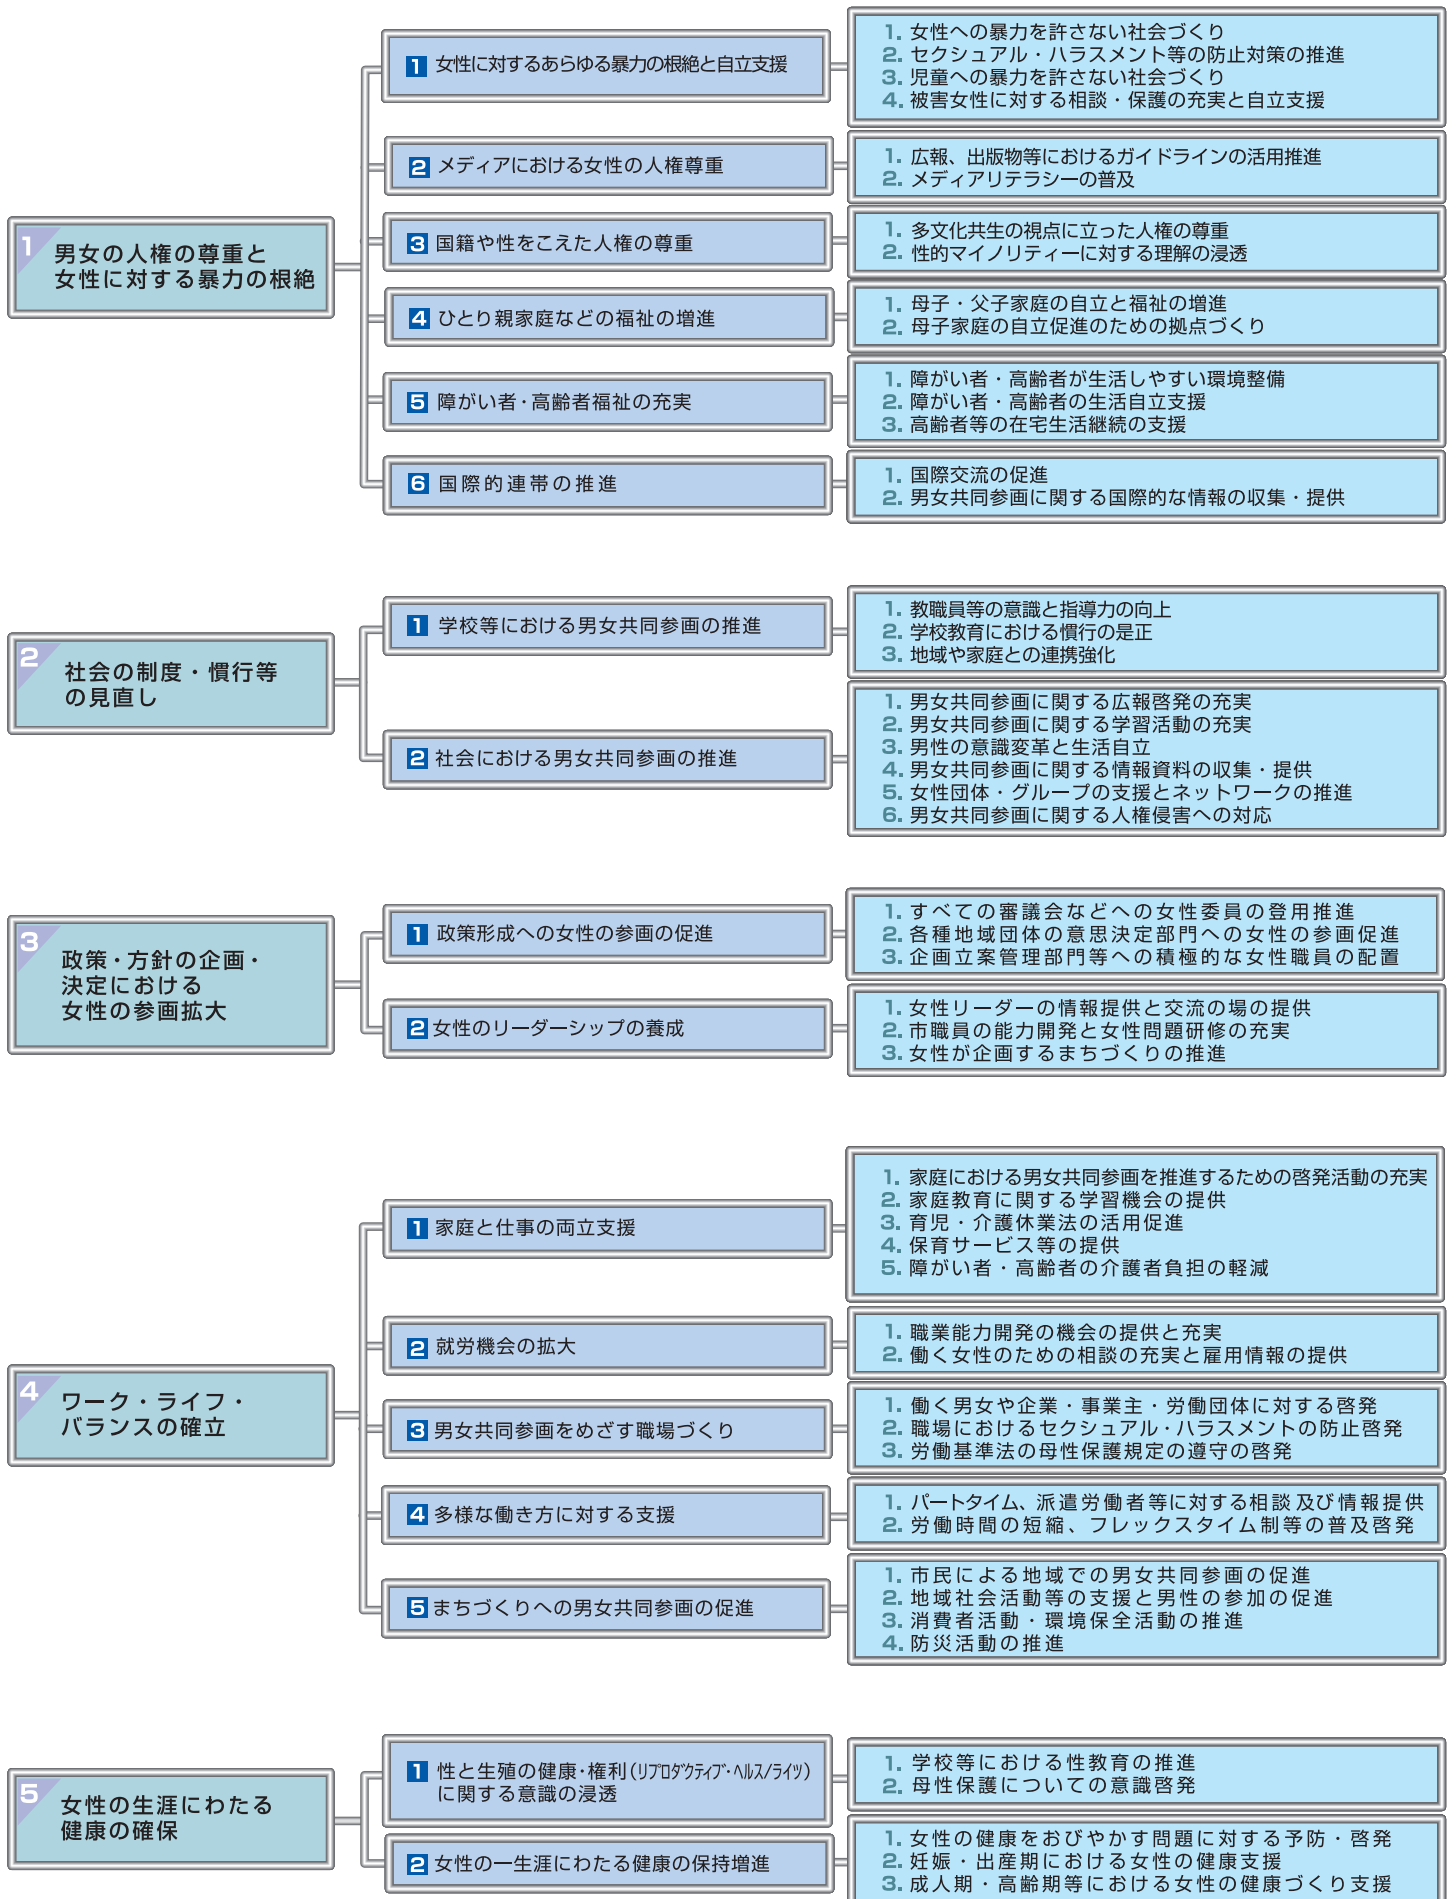 1
男女の人権の尊重と
女性に対する暴力の根絶
1 女性に対するあらゆる暴力の根絶と自立支援
1. 女性への暴力を許さない社会づくり
2. セクシュアル・ハラスメント等の防止対策の推進
3. 児童への暴力を許さない社会づくり
4. 被害女性に対する相談・保護の充実と自立支援
2 メディアにおける女性の人権尊重
1. 広報、出版物等におけるガイドラインの活用推進
2. メディアリテラシーの普及
3 国籍や性をこえた人権の尊重
1. 多文化共生の視点に立った人権の尊重
2. 性的マイノリティーに対する理解の浸透
4 ひとり親家庭などの福祉の増進
1. 母子・父子家庭の自立と福祉の増進
2. 母子家庭の自立促進のための拠点づくり
5 障がい者・高齢者福祉の充実
1. 障がい者・高齢者が生活しやすい環境整備
2. 障がい者・高齢者の生活自立支援
3. 高齢者等の在宅生活継続の支援
6 国際的連帯の推進
1. 国際交流の促進
2. 男女共同参画に関する国際的な情報の収集・提供
2
社会の制度・慣行等
の見直し
1 学校等における男女共同参画の推進
1. 教職員等の意識と指導力の向上
2. 学校教育における慣行の是正
3. 地域や家庭との連携強化
2 社会における男女共同参画の推進
1. 男女共同参画に関する広報啓発の充実
2. 男女共同参画に関する学習活動の充実
3. 男性の意識変革と生活自立
4. 男女共同参画に関する情報資料の収集・提供
5. 女性団体・グループの支援とネットワークの推進
6. 男女共同参画に関する人権侵害への対応
3
政策・方針の企画・
決定における
女性の参画拡大
1 政策形成への女性の参画の促進
1. すべての審議会などへの女性委員の登用推進
2. 各種地域団体の意思決定部門への女性の参画促進
3. 企画立案管理部門等への積極的な女性職員の配置
2 女性のリーダーシップの養成
1. 女性リーダーの情報提供と交流の場の提供
2. 市職員の能力開発と女性問題研修の充実
3. 女性が企画するまちづくりの推進
4
ワーク・ライフ・
バランスの確立
1 家庭と仕事の両立支援
1. 家庭における男女共同参画を推進するための啓発活動の充実
2. 家庭教育に関する学習機会の提供
3. 育児・介護休業法の活用促進
4. 保育サービス等の提供
5. 障がい者・高齢者の介護者負担の軽減
2 就労機会の拡大
1. 職業能力開発の機会の提供と充実
2. 働く女性のための相談の充実と雇用情報の提供
3 男女共同参画をめざす職場づくり
1. 働く男女や企業・事業主・労働団体に対する啓発
2. 職場におけるセクシュアル・ハラスメントの防止啓発
3. 労働基準法の母性保護規定の遵守の啓発
4 多様な働き方に対する支援
1. パートタイム、派遣労働者等に対する相談及び情報提供
2. 労働時間の短縮、フレックスタイム制等の普及啓発
5 まちづくりへの男女共同参画の促進
1. 市民による地域での男女共同参画の促進
2. 地域社会活動等の支援と男性の参加の促進
3. 消費者活動・環境保全活動の推進
4. 防災活動の推進
5
女性の生涯にわたる
健康の確保
1 性と生殖の健康・権利(ﾘﾌﾟﾛﾀﾞｸﾃｨﾌﾞ・ﾍﾙｽ/ﾗｲﾂ)
に関する意識の浸透
1. 学校等における性教育の推進
2. 母性保護についての意識啓発
2 女性の一生涯にわたる健康の保持増進
1. 女性の健康をおびやかす問題に対する予防・啓発
2. 妊娠・出産期における女性の健康支援
3. 成人期・高齢期等における女性の健康づくり支援